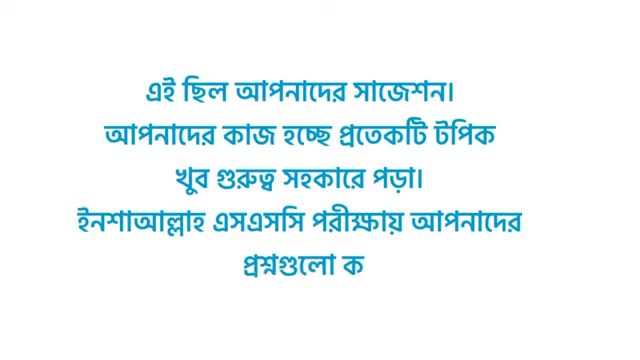 এই ছিল আপনাদের সাজেশন।
আপনাদের কাজ হচ্ছে প্রতেকটি টপিক
খুব গুরুত্ব সহকারে পড়া।
ইনশাআল্লাহ এসএসসি পরীক্ষায় আপনাদের
প্রশ্নগুলো ক